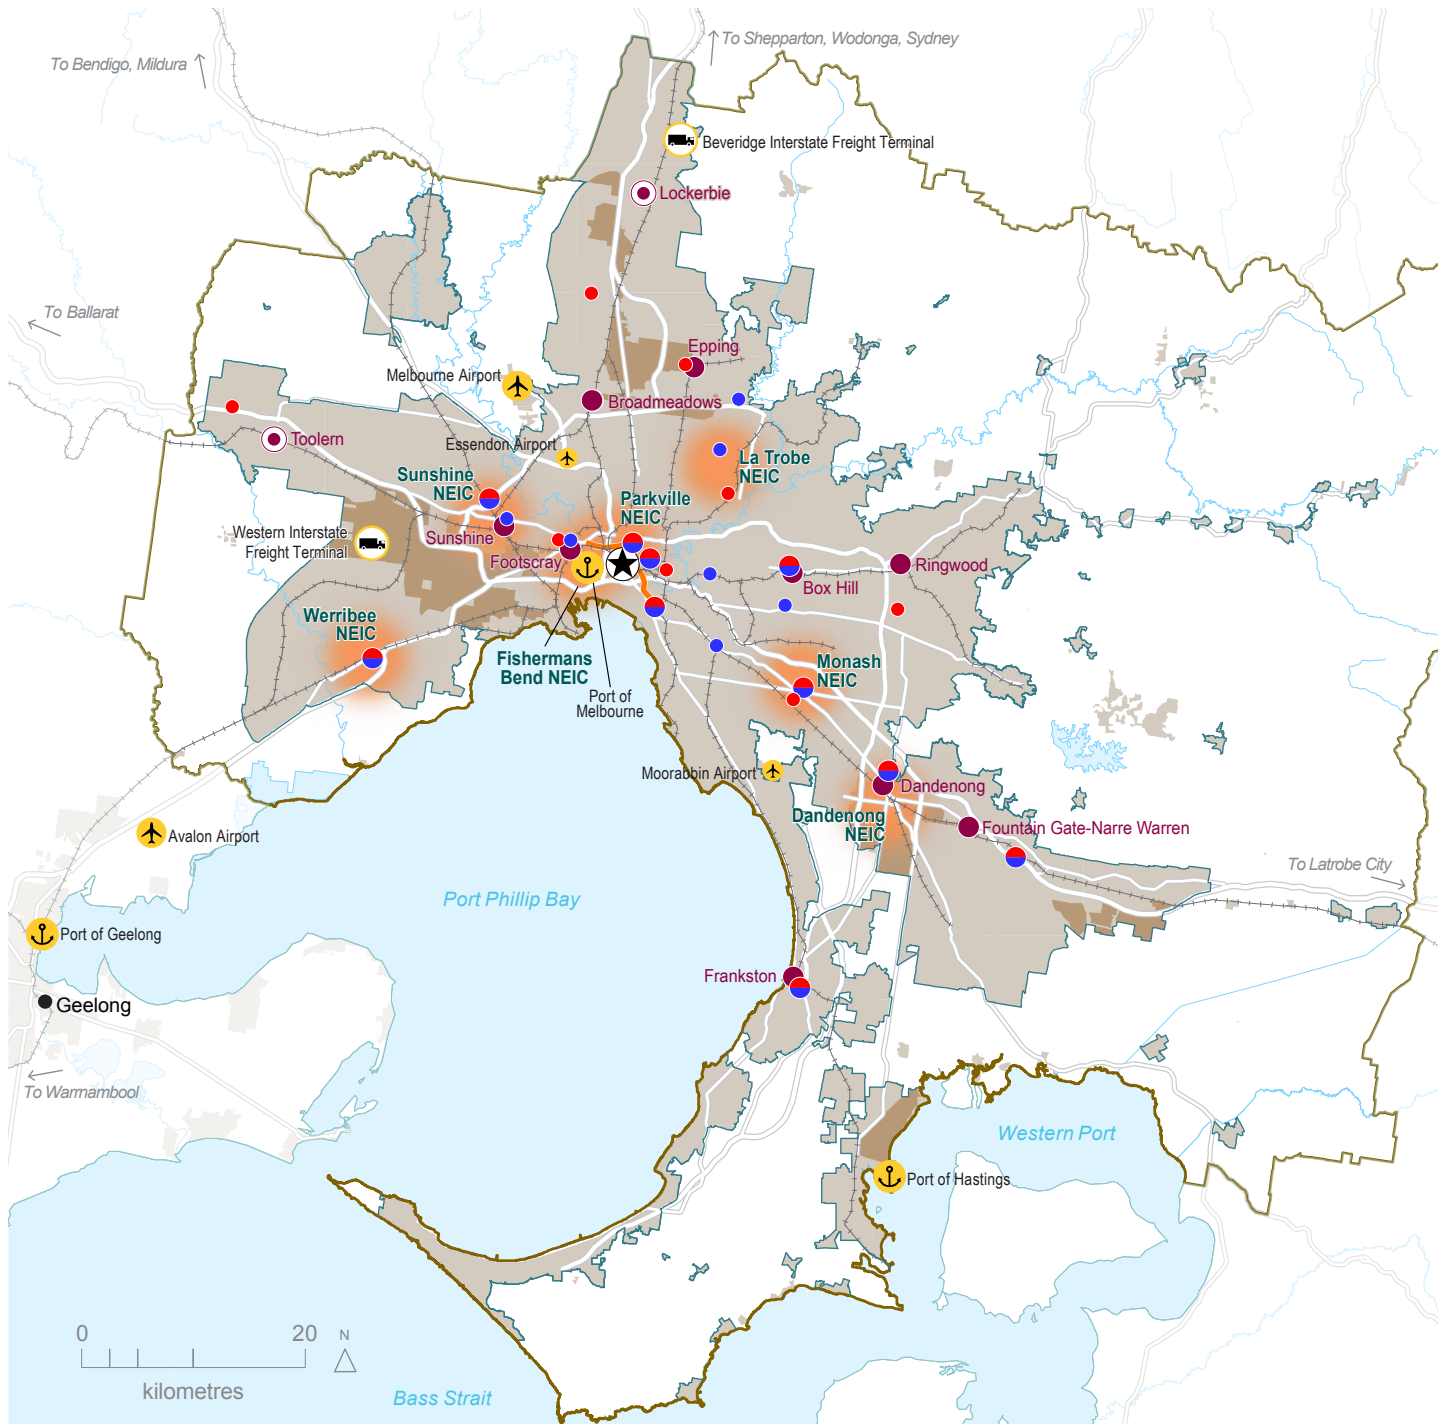 To Shepparton, Wodonga, Sydney
To Bendigo, Mildura
Beveridge Interstate Freight Terminal
Lockerbie
To Ballarat
Epping
Melbourne Airport
Broadmeadows
Essendon Airport
Toolern
La Trobe
NEIC
Sunshine
NEIC
Parkville
NEIC
Western Interstate
Freight Terminal
Sunshine
Footscray
Ringwood
Box Hill
Werribee
NEIC
Fishermans
Bend NEIC
Monash
NEIC
Port of
Melbourne
Moorabbin Airport
Dandenong
Dandenong
NEIC
Fountain Gate-Narre Warren
Avalon Airport
To Latrobe City
Port Phillip Bay
Port of Geelong
Frankston
Geelong
To Warrnambool
Western Port
Port of Hastings
0 20 N
kilometres
Bass Strait